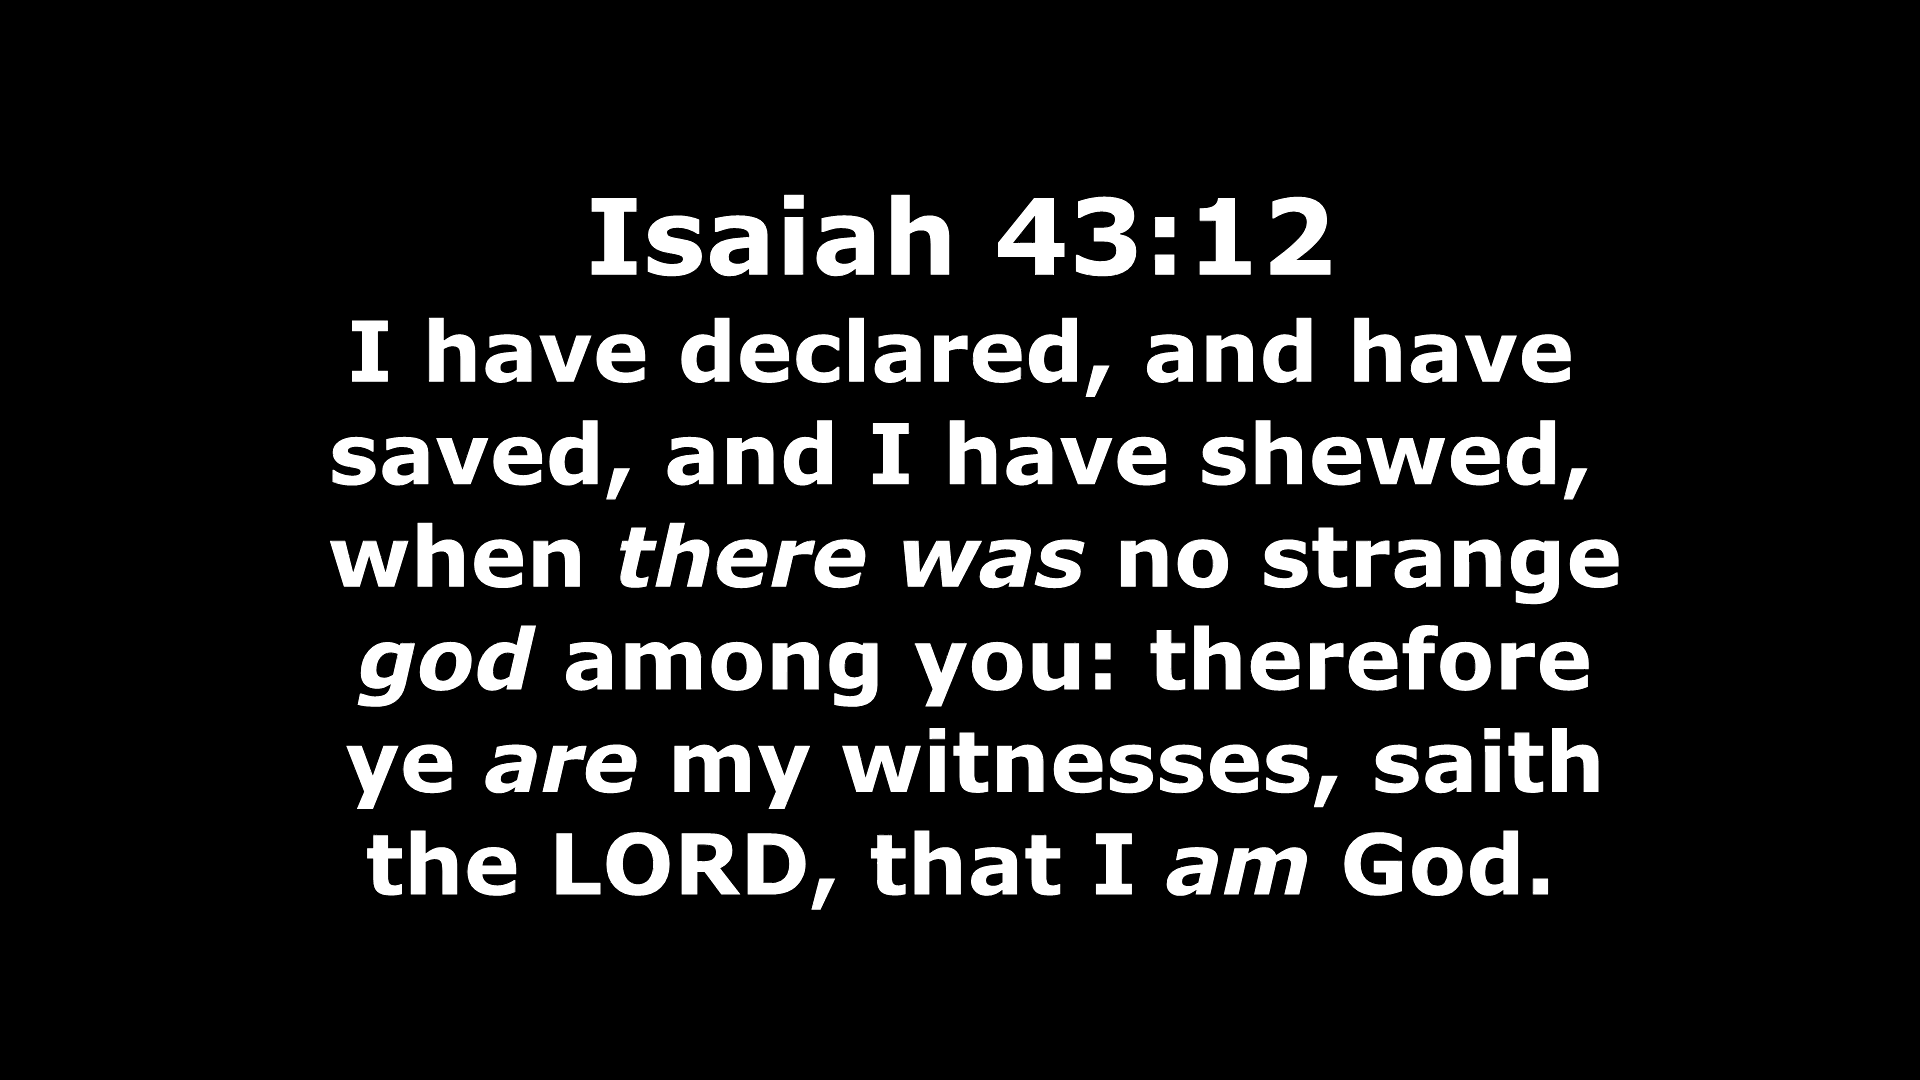 Isaiah 43:12
I have declared, and have
saved, and I have shewed,
when there was no strange
god among you: therefore
ye are my witnesses, saith
the LORD, that I am God.